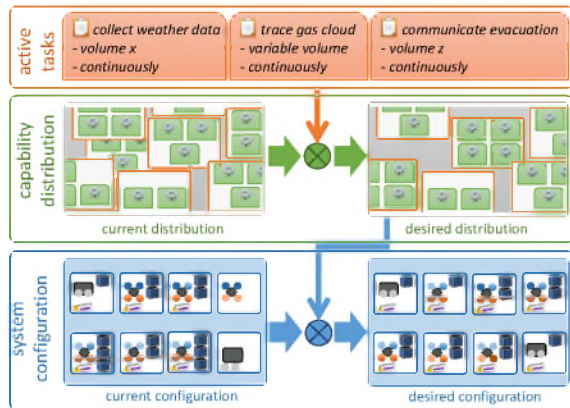 active
tasks
collect weather data
- volume x
- continuously
trace gas cloud
- variable volume
- continuously
communicate evacuation
- volume z
- continuously
capability
distribution
current distribution
desired distribution
system
configuration
current configuration
desired configuration